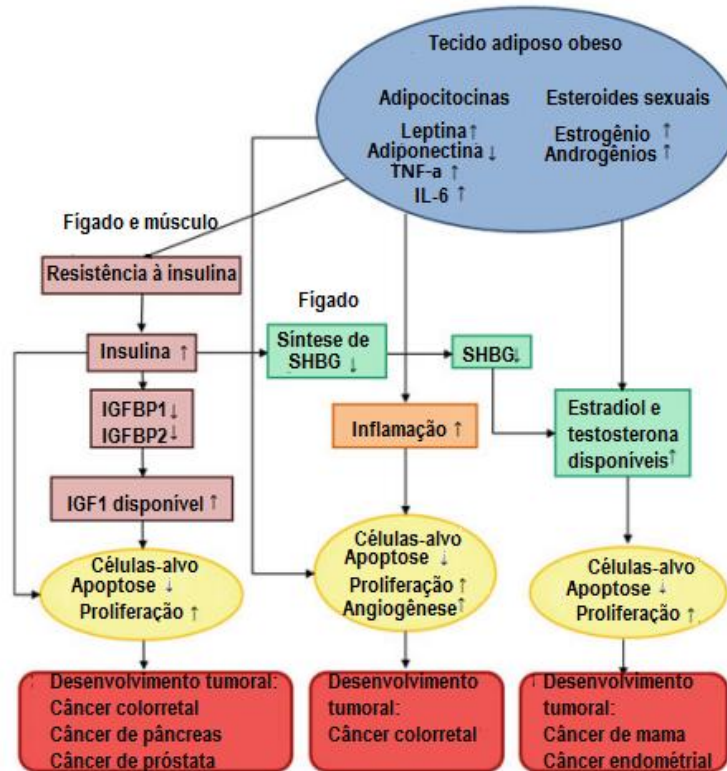 Tecido adiposo obeso
Adipocitocinas
Leptina ↑
Adiponectina ↓
TNF-a ↑
IL-6 ↑
Esteroides sexuais
Estrogênio ↑
Androgênios ↑
Fígado e músculo
Resistência à insulina
Insulina ↑
IGFBP1 ↓
IGFBP2 ↓
IGF1 disponível ↑
Células-alvo
Apoptose ↓
Proliferação ↑
↑ Desenvolvimento tumoral:
Câncer colorretal
Câncer de pâncreas
Câncer de próstata
Fígado
Síntese de
SHBG ↓
SHBG ↓
Inflamação ↑
Células-alvo
Apoptose ↓
Proliferação ↑
Angiogênese ↑
Desenvolvimento
tumoral:
Câncer colorretal
Estradiol e
testosterona
disponíveis ↑
Células-alvo
Apoptose ↓
Proliferação ↑
↓ Desenvolvimento
tumoral:
Câncer de mama
Câncer endométrial